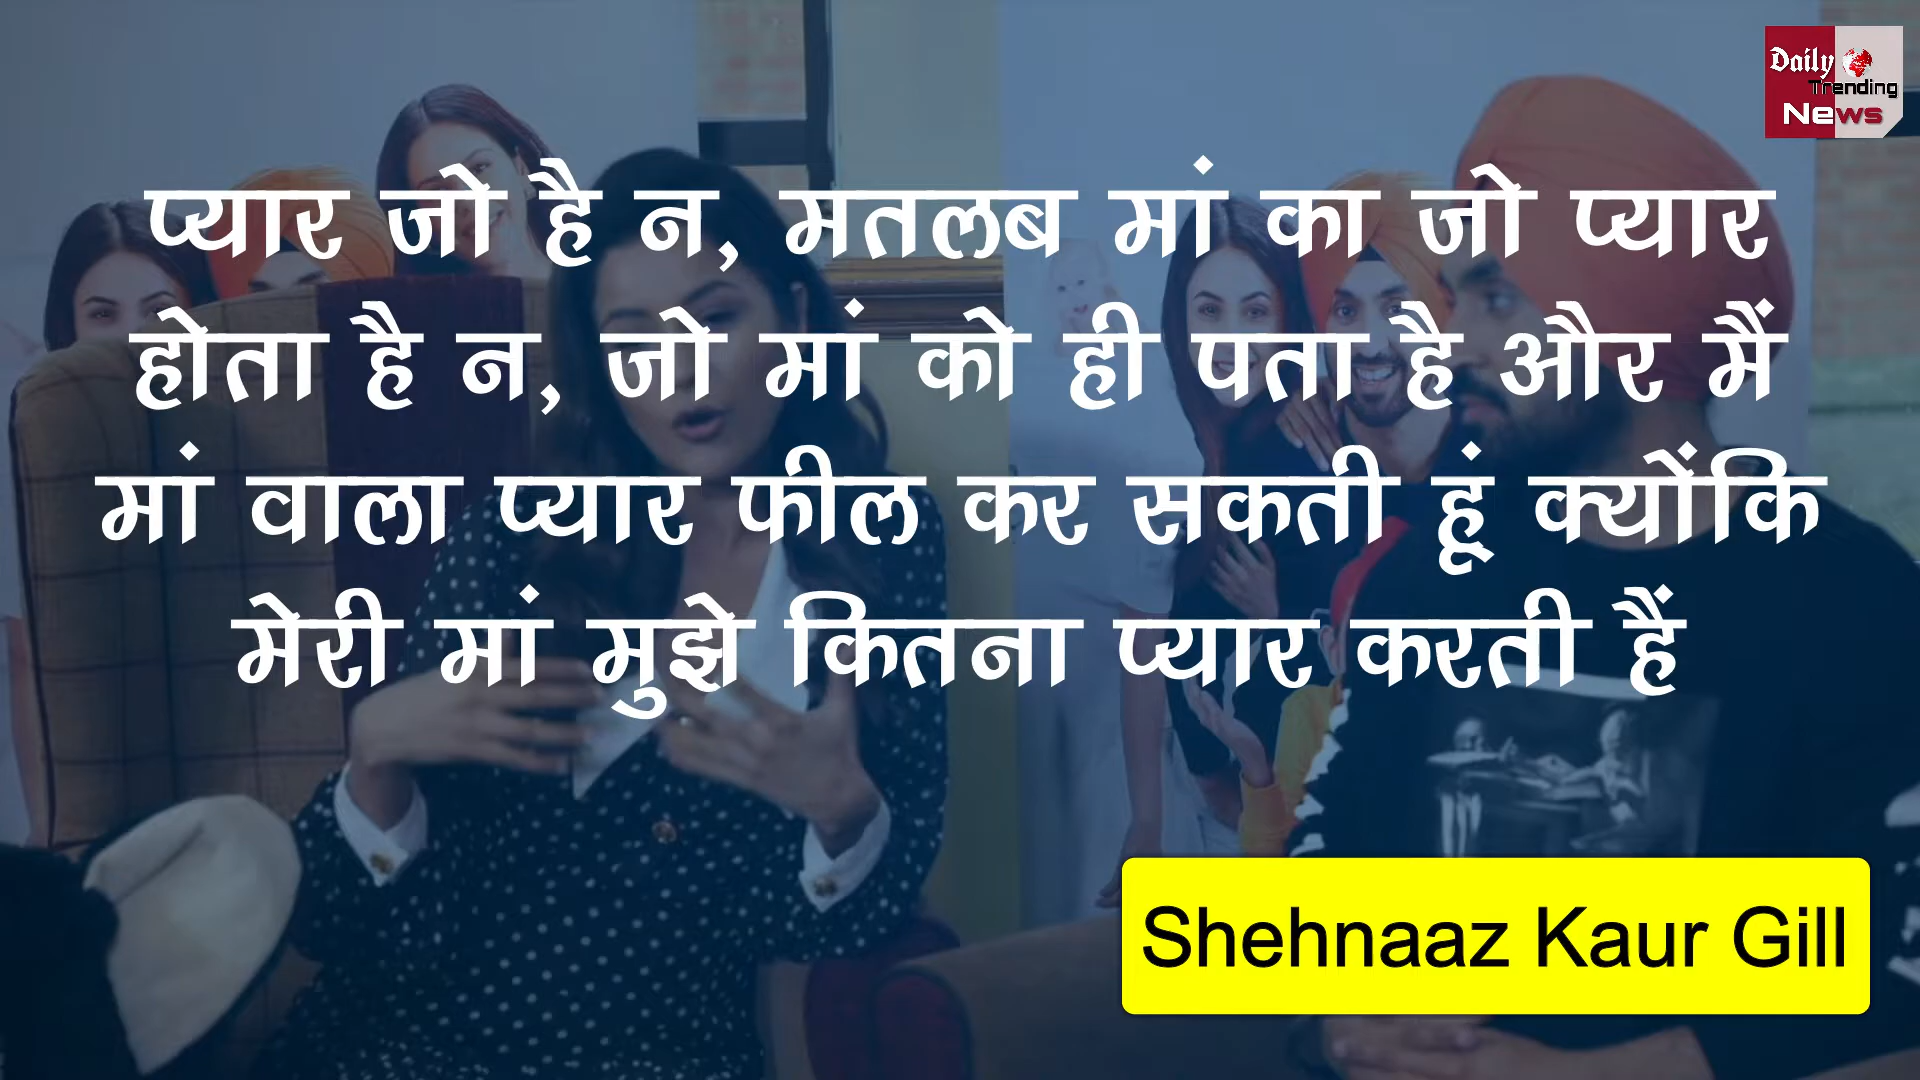 Daily
Trending
News
प्यार जो है न, मतलब मां का जो प्यार
होता है न, जो मां को ही पता है और मैं
मां वाला प्यार फील कर सकती हूं क्योंकि
मेरी मां मुझे कितना प्यार करती हैं
Shehnaaz Kaur Gill